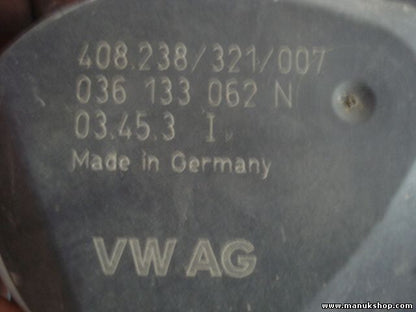 408.238/321/007
036 133 062 N
03.45.3 I
Made in Germany
VW AG
www.manukshop.com